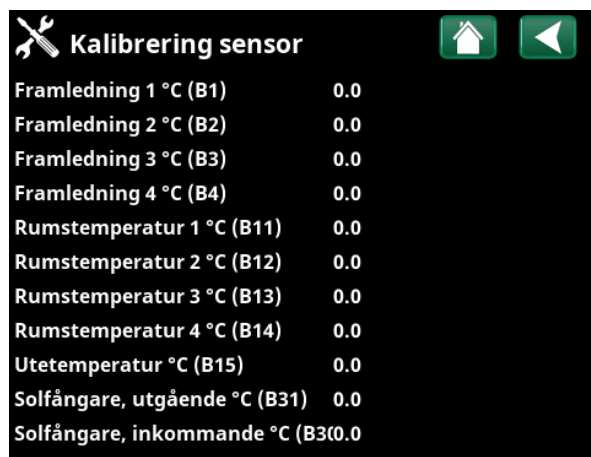 Kalibrering sensor
Framledning 1 °C (B1) 0.0
Framledning 2 °C (B2) 0.0
Framledning 3 °C (B3) 0.0
Framledning 4 °C (B4) 0.0
Rumstemperatur 1 °C (B11) 0.0
Rumstemperatur 2 °C (B12) 0.0
Rumstemperatur 3 °C (B13) 0.0
Rumstemperatur 4 °C (B14) 0.0
Utetemperatur °C (B15) 0.0
Solfångare, utgående °C (B31) 0.0
Solfångare, inkommande °C (B30.0